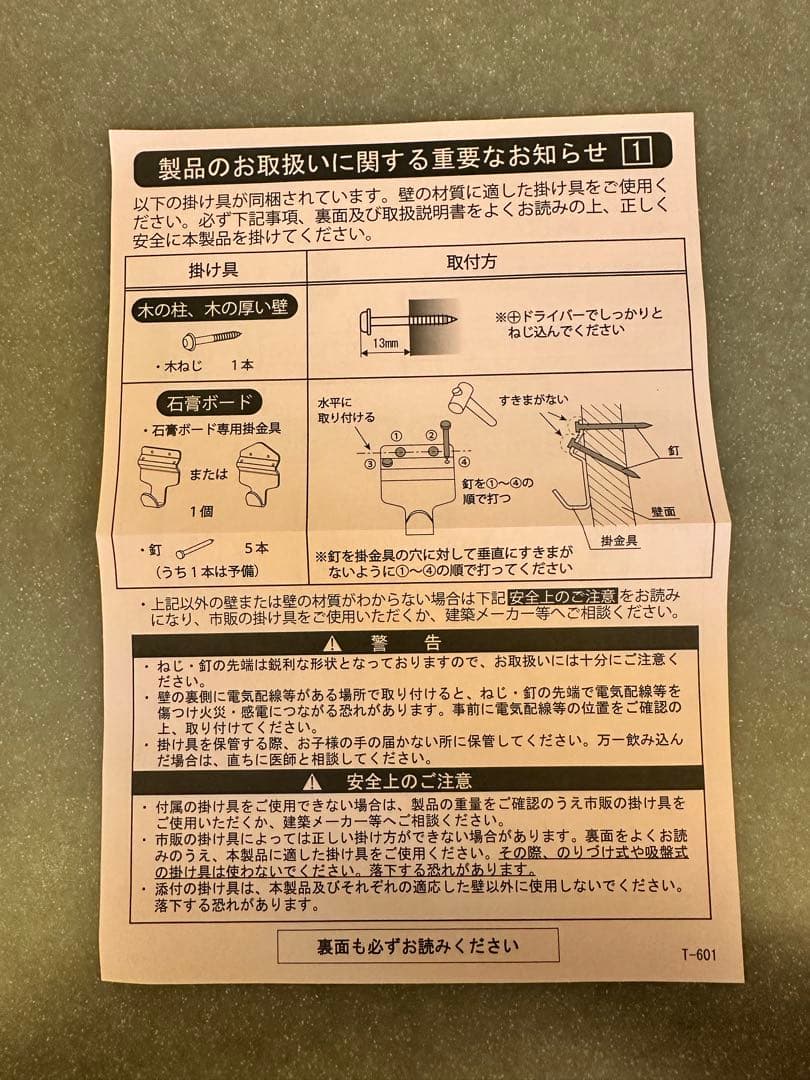 製品のお取扱いに関する重要なお知らせ 1
以下の掛け具が同梱されています。壁の材質に適した掛け具をご使用く
ださい。必ず下記事項、裏面及び取扱説明書をよくお読みの上、正しく
安全に本製品を掛けてください。
掛け具
取付方
木の柱、木の厚い壁
・木ねじ 1本
13mm
※⊕ドライバーでしっかりと
ねじ込んでください
石膏ボード
・石膏ボード専用掛金具
または
1個
・釘 5本
(うち1本は予備)
水平に
取り付ける
① ②
③ ④
釘を①〜④の
順で打つ
すきまがない
釘
壁面
掛金具
※釘を掛金具の穴に対して垂直にすきまが
ないように①〜④の順で打ってください
・上記以外の壁または壁の材質がわからない場合は下記安全上のご注意をお読み
になり、市販の掛け具をご使用いただくか、建築メーカー等へご相談ください。
⚠ 警 告
・ねじ・釘の先端は鋭利な形状となっておりますので、お取扱いには十分にご注意く
ださい。
・壁の裏側に電気配線等がある場所で取り付けると、ねじ・釘の先端で電気配線等を
傷つけ火災・感電につながる恐れがあります。事前に電気配線等の位置をご確認の
上、取り付けてください。
・掛け具を保管する際、お子様の手の届かない所に保管してください。万一飲み込ん
だ場合は、直ちに医師と相談してください。
⚠ 安全上のご注意
・付属の掛け具をご使用できない場合は、製品の重量をご確認のうえ市販の掛け具を
ご使用いただくか、建築メーカー等へご相談ください。
・市販の掛け具によっては正しい掛け方ができない場合があります。裏面をよくお読
みのうえ、本製品に適した掛け具をご使用ください。その際、のりづけ式や吸盤式
の掛け具は使わないでください。落下する恐れがあります。
・添付の掛け具は、本製品及びそれぞれの適応した壁以外に使用しないでください。
落下する恐れがあります。
裏面も必ずお読みください
T-601